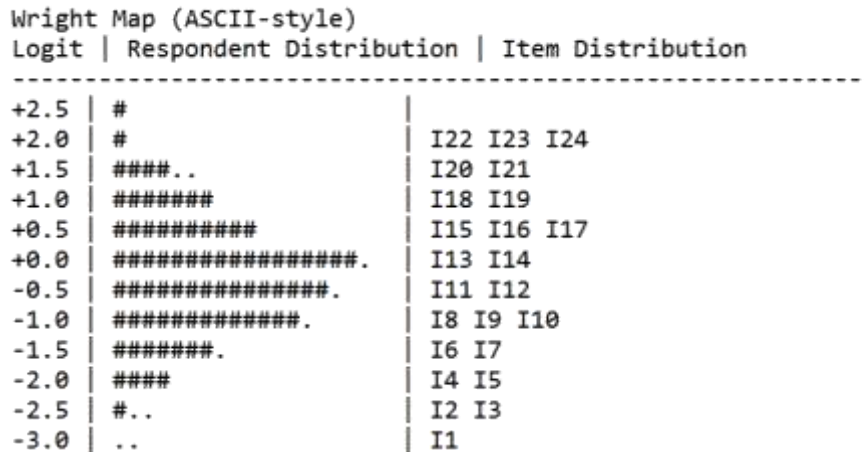 Wright Map (ASCII-style)
Logit | Respondent Distribution | Item Distribution
-----------------------------------------------------------
+2.5 | #                   |
+2.0 | #                   | I22 I23 I24
+1.5 | ####..              | I20 I21
+1.0 | #######             | I18 I19
+0.5 | ##########          | I15 I16 I17
+0.0 | #################.  | I13 I14
-0.5 | ###############.    | I11 I12
-1.0 | #############.      | I8 I9 I10
-1.5 | #######.            | I6 I7
-2.0 | ####                | I4 I5
-2.5 | #..                 | I2 I3
-3.0 | ..                  | I1